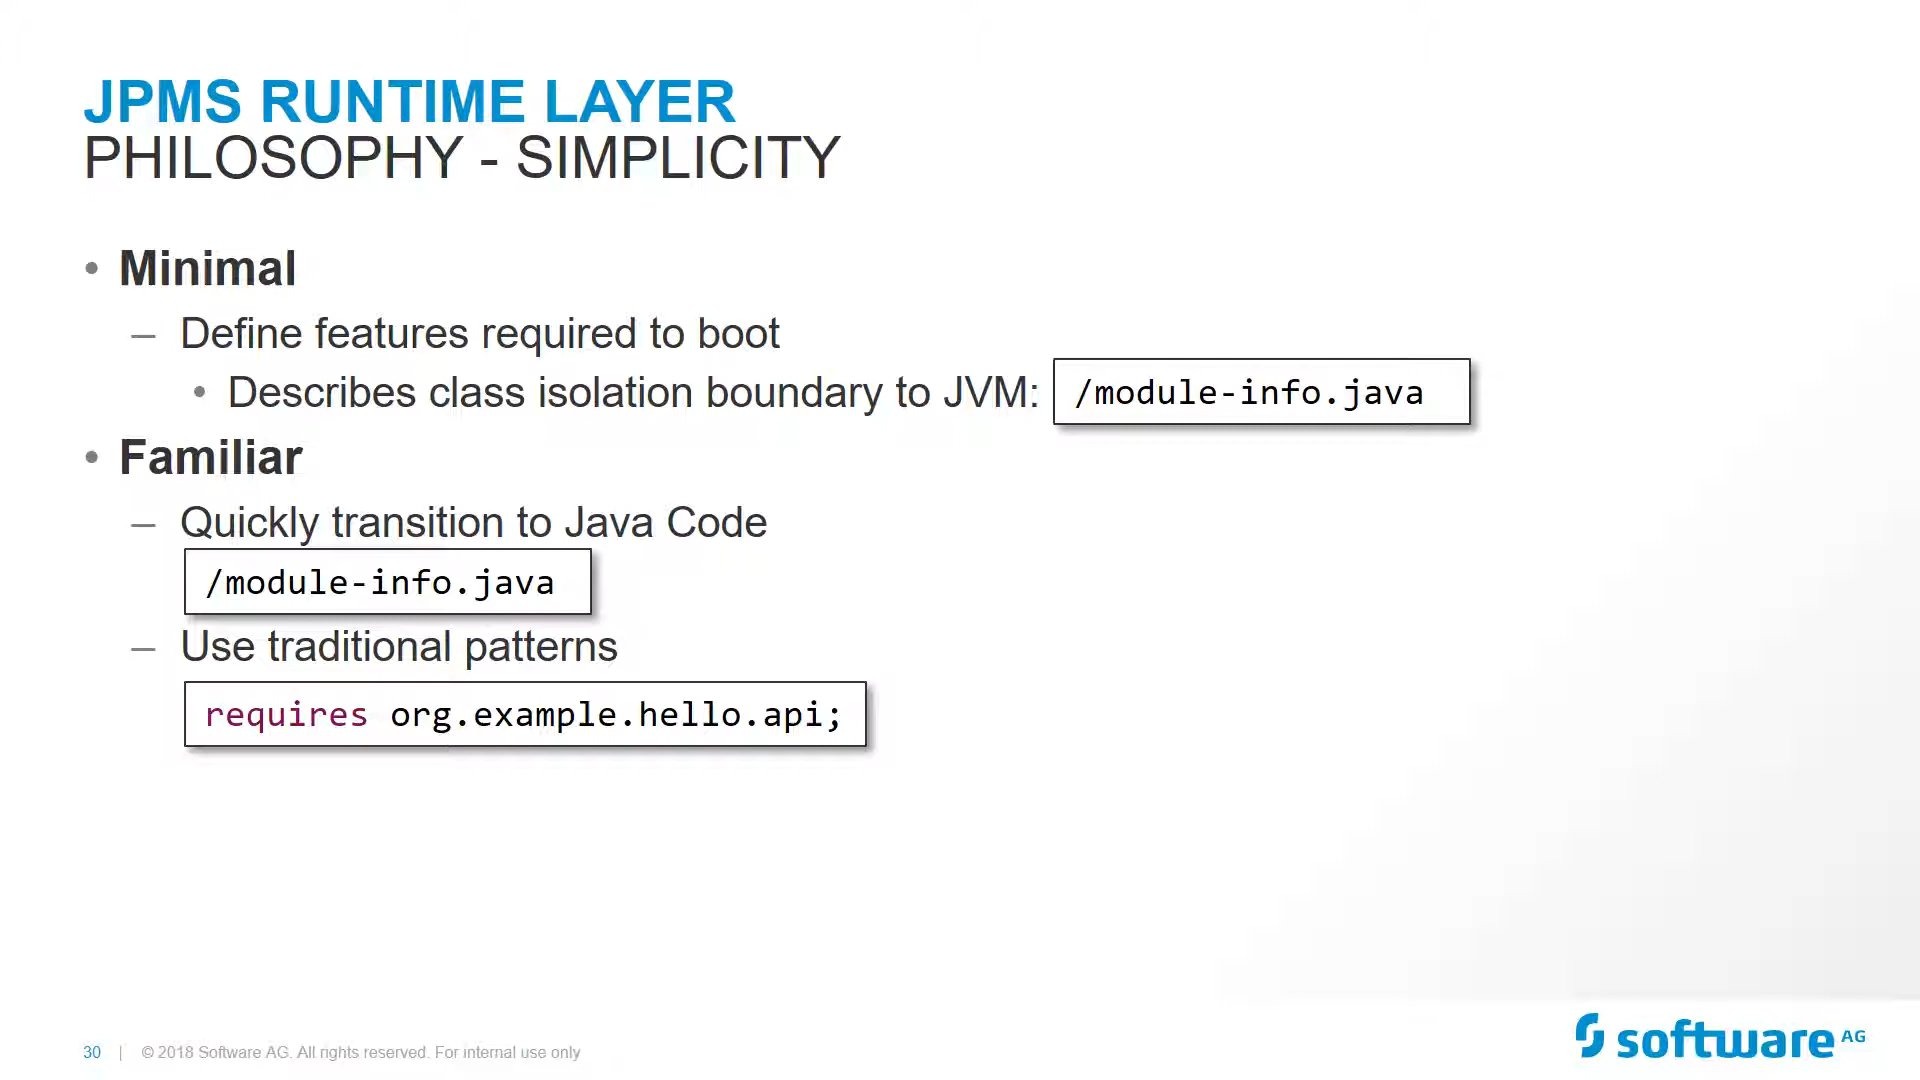 JPMS RUNTIME LAYER
PHILOSOPHY - SIMPLICITY
• Minimal
– Define features required to boot
• Describes class isolation boundary to JVM: /module-info.java
• Familiar
– Quickly transition to Java Code
/module-info.java
– Use traditional patterns
requires org.example.hello.api;
30 | © 2018 Software AG. All rights reserved. For internal use only
software AG